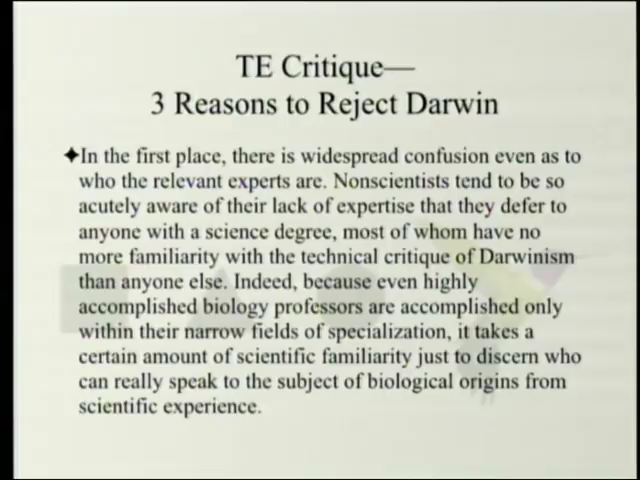 TE Critique—
3 Reasons to Reject Darwin
✦In the first place, there is widespread confusion even as to
who the relevant experts are. Nonscientists tend to be so
acutely aware of their lack of expertise that they defer to
anyone with a science degree, most of whom have no
more familiarity with the technical critique of Darwinism
than anyone else. Indeed, because even highly
accomplished biology professors are accomplished only
within their narrow fields of specialization, it takes a
certain amount of scientific familiarity just to discern who
can really speak to the subject of biological origins from
scientific experience.